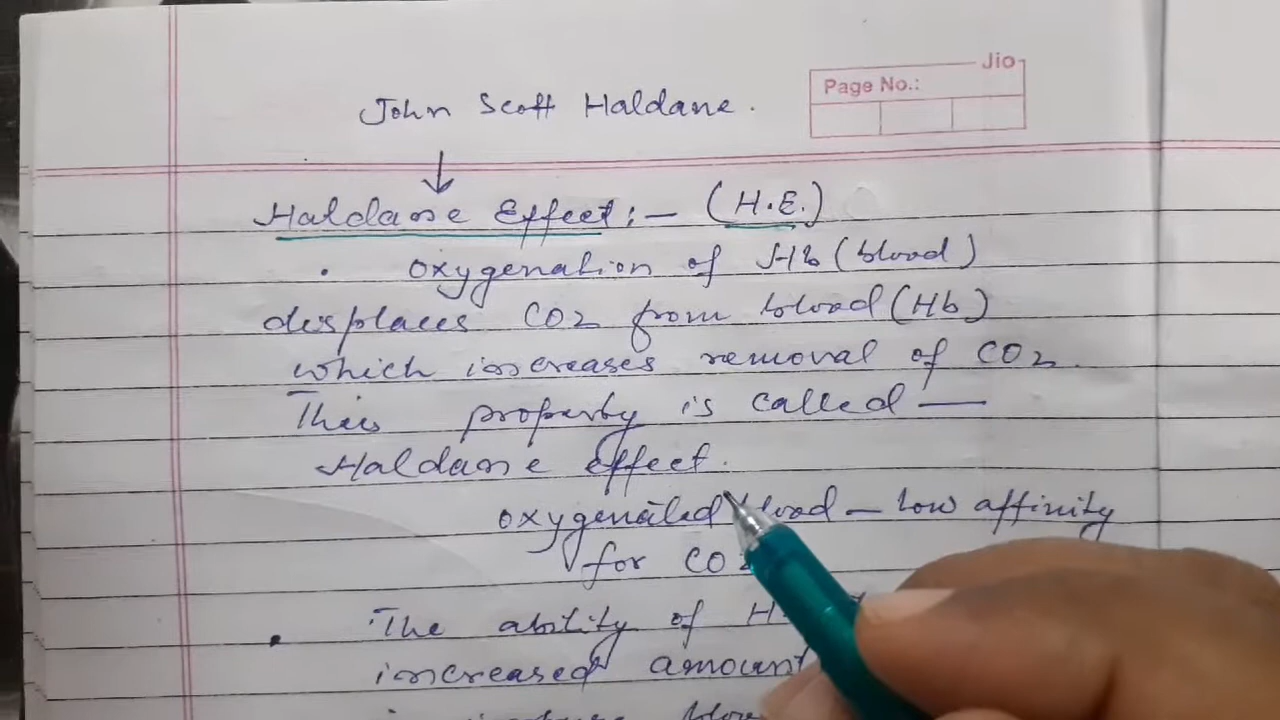 Jio
Page No.:
John Scott Haldane.
Haldane Effect:- (H.E.)
. oxygenation of Hb (blood)
displaces CO2 from blood (Hb)
which increases removal of CO2.
This property is called —
Haldane effect.
oxygenated blood – low affinity
for CO2
. The ability of
increased amount